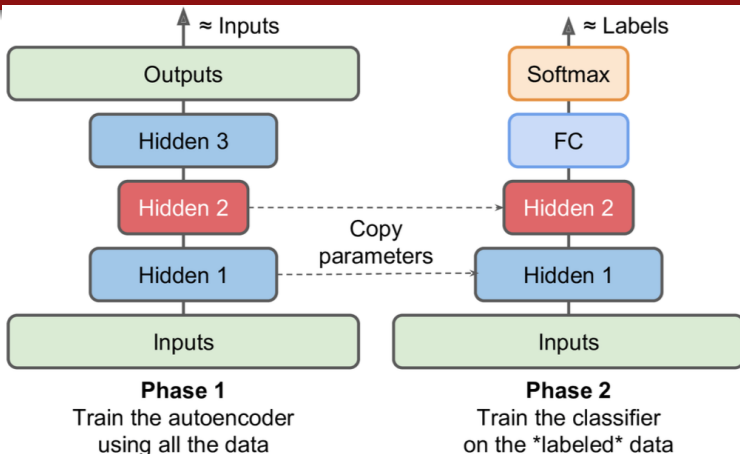 ≈ Inputs
Outputs
Hidden 3
Hidden 2
Hidden 1
Inputs
Phase 1
Train the autoencoder
using all the data
Copy
parameters
≈ Labels
Softmax
FC
Hidden 2
Hidden 1
Inputs
Phase 2
Train the classifier
on the *labeled* data